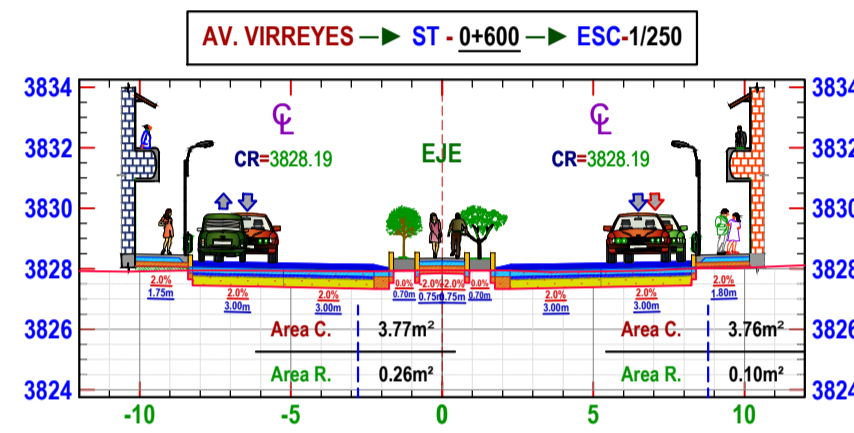 AV. VIRREYES ST - 0+600 ESC-1/250
3834 3834
3832 3832
3830 3830
3828 3828
3826 3826
3824 3824
CL CL
CR=3828.19 EJE CR=3828.19
2.0% 2.0% 2.0% 0.0% -2.0% -2.0% 0.0% 2.0% 2.0% 2.0%
1.75m 3.00m 3.00m 0.70m 0.75m 0.75m 0.70m 3.00m 3.00m 1.80m
Area C. 3.77m² Area C. 3.76m²
Area R. 0.26m² Area R. 0.10m²
-10 -5 0 5 10